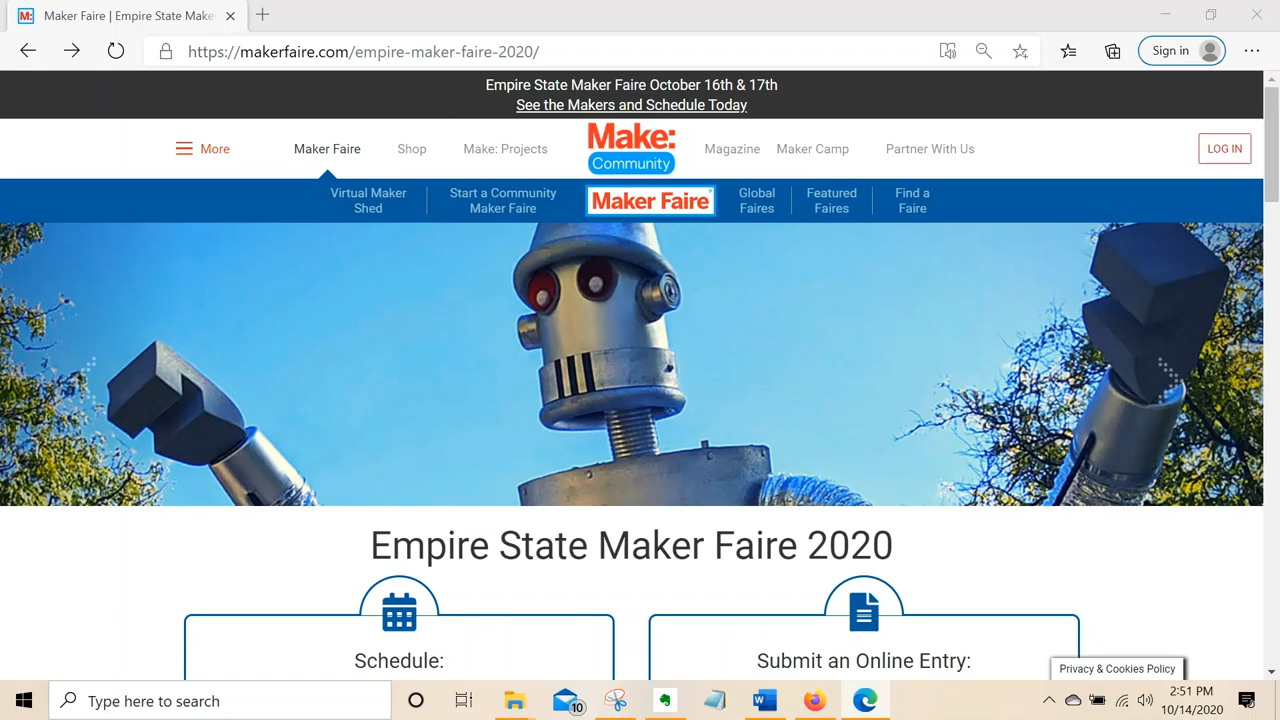 Maker Faire | Empire State Make
https://makerfaire.com/empire-maker-faire-2020/
Sign in
Empire State Maker Faire October 16th & 17th
See the Makers and Schedule Today
More
Maker Faire
Shop
Make: Projects
Make:
Community
Magazine
Maker Camp
Partner With Us
LOG IN
Virtual Maker
Shed
Start a Community
Maker Faire
Maker Faire
Global
Faires
Featured
Faires
Find a
Faire
Empire State Maker Faire 2020
Schedule:
Submit an Online Entry:
Privacy & Cookies Policy
Type here to search
10
2:51 PM
10/14/2020